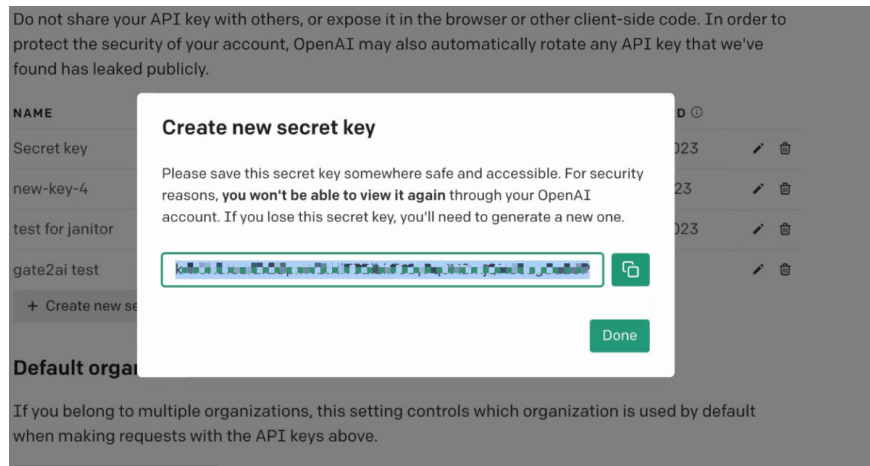 Do not share your API key with others, or expose it in the browser or other client-side code. In order to
protect the security of your account, OpenAI may also automatically rotate any API key that we've
found has leaked publicly.
NAME D
Create new secret key
Secret key 023
Please save this secret key somewhere safe and accessible. For security
reasons, you won't be able to view it again through your OpenAI
account. If you lose this secret key, you'll need to generate a new one.
new-key-4 23
test for janitor 023
gate2ai test
+ Create new se
Done
Default orga
If you belong to multiple organizations, this setting controls which organization is used by default
when making requests with the API keys above.